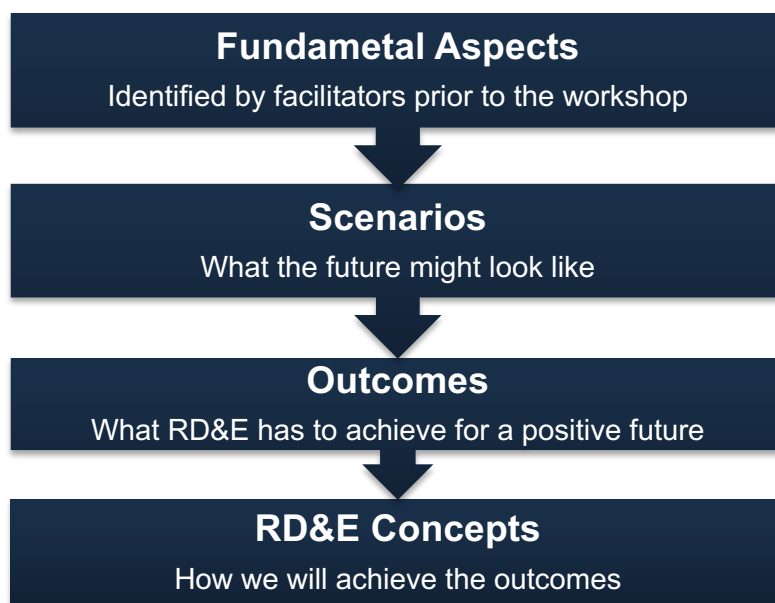 Fundametal Aspects
Identified by facilitators prior to the workshop
Scenarios
What the future might look like
Outcomes
What RD&E has to achieve for a positive future
RD&E Concepts
How we will achieve the outcomes